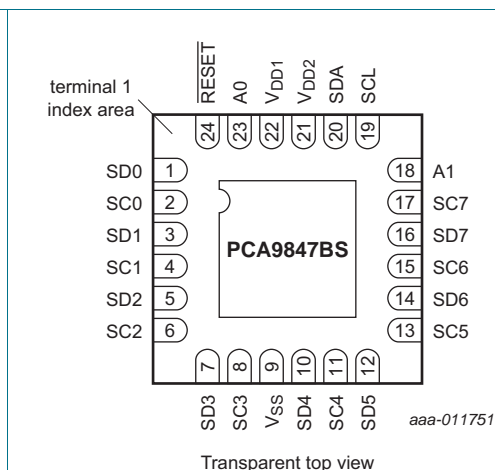 terminal 1
index area
RESET
A0
VDD1
VDD2
SDA
SCL
24
23
22
21
20
19
SD0 1
SC0 2
SD1 3
SC1 4
SD2 5
SC2 6
PCA9847BS
18 A1
17 SC7
16 SD7
15 SC6
14 SD6
13 SC5
7
8
9
10
11
12
SD3
SC3
VSS
SD4
SC4
SD5
aaa-011751
Transparent top view